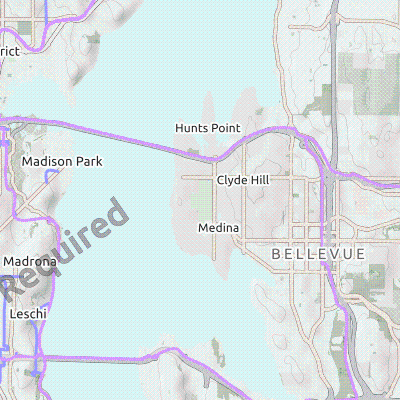 rict
Hunts Point
Madison Park
Clyde Hill
Medina
BELLEVUE
Madrona
Leschi
Required